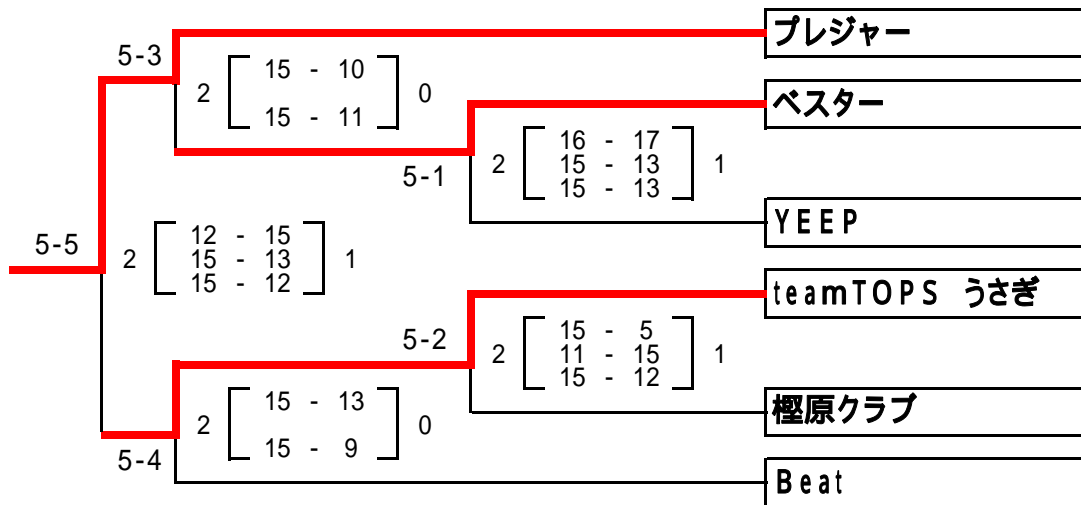 プレジャー
5-3
2 15 - 10 0
15 - 11
ベスター
5-1
2 16 - 17 1
15 - 13
15 - 13
YEEP
5-5
2 12 - 15 1
15 - 13
15 - 12
teamTOPS うさぎ
5-2
2 15 - 5 1
11 - 15
15 - 12
樫原クラブ
5-4
2 15 - 13 0
15 - 9
Beat